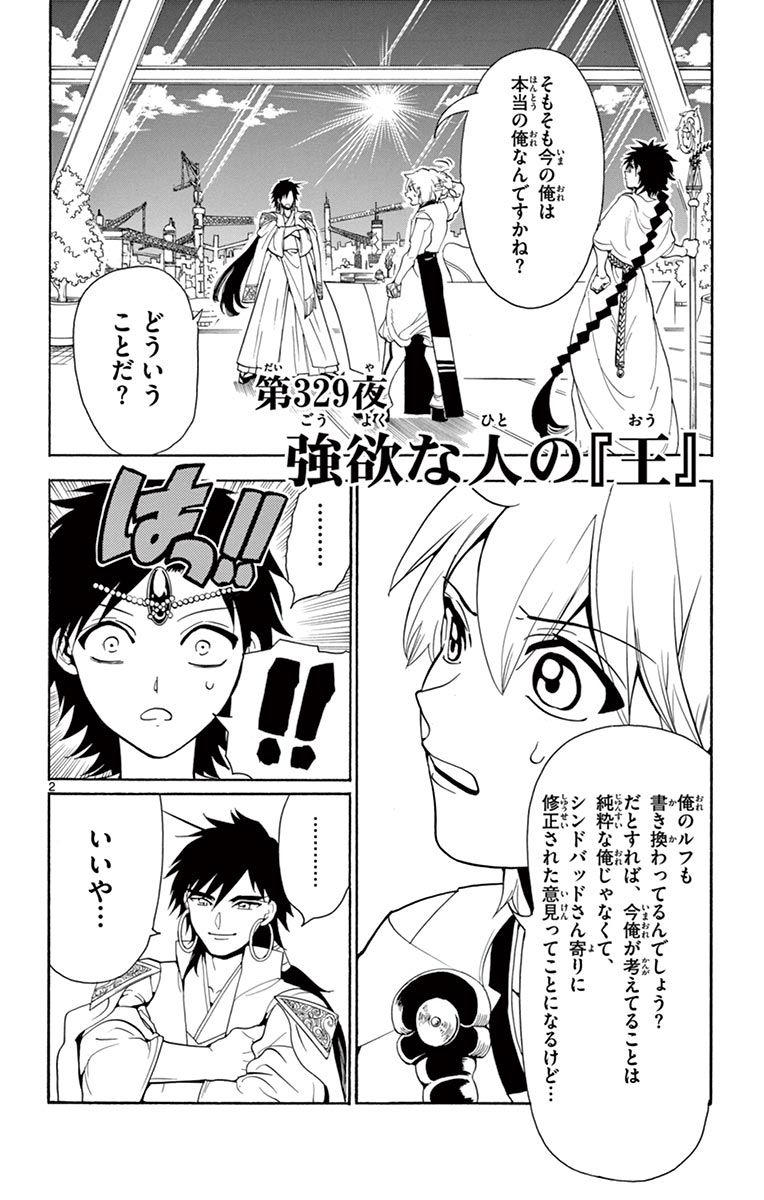 そもそも今の俺は
本当の俺なんですかね?
どういう
ことだ?
第329夜
強欲な人の『王』
俺のルフも
書き換わってるんでしょう?
だとすれば、今俺が考えてることは
純粋な俺じゃなくて、
シンドバッドさん寄りに
修正された意見ってことになるけど…
………
はっ!!
!!
2
………
いいや…